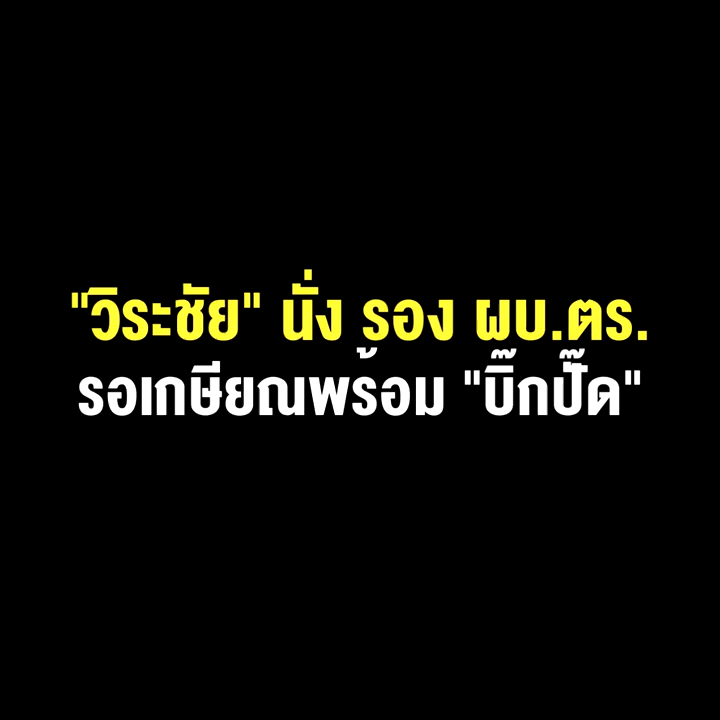 "วิระชัย" นั่ง รอง ผบ.ตร.
รอเกษียณพร้อม "บิ๊กปั๊ด"